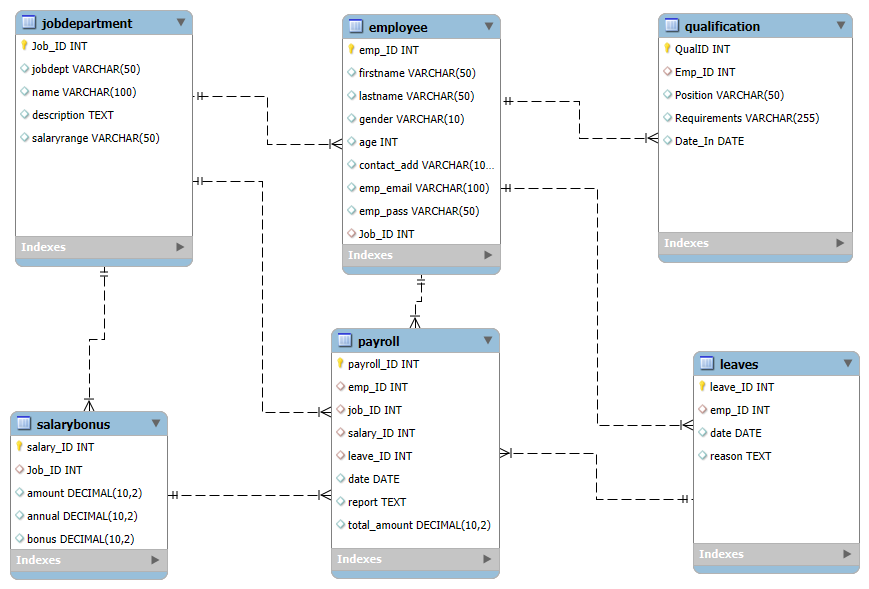 jobdepartment
Job_ID INT
jobdept VARCHAR(50)
name VARCHAR(100)
description TEXT
salaryrange VARCHAR(50)
Indexes
employee
emp_ID INT
firstname VARCHAR(50)
lastname VARCHAR(50)
gender VARCHAR(10)
age INT
contact_add VARCHAR(10...
emp_email VARCHAR(100)
emp_pass VARCHAR(50)
Job_ID INT
Indexes
qualification
QualID INT
Emp_ID INT
Position VARCHAR(50)
Requirements VARCHAR(255)
Date_In DATE
Indexes
salarybonus
salary_ID INT
Job_ID INT
amount DECIMAL(10,2)
annual DECIMAL(10,2)
bonus DECIMAL(10,2)
Indexes
payroll
payroll_ID INT
emp_ID INT
job_ID INT
salary_ID INT
leave_ID INT
date DATE
report TEXT
total_amount DECIMAL(10,2)
Indexes
leaves
leave_ID INT
emp_ID INT
date DATE
reason TEXT
Indexes